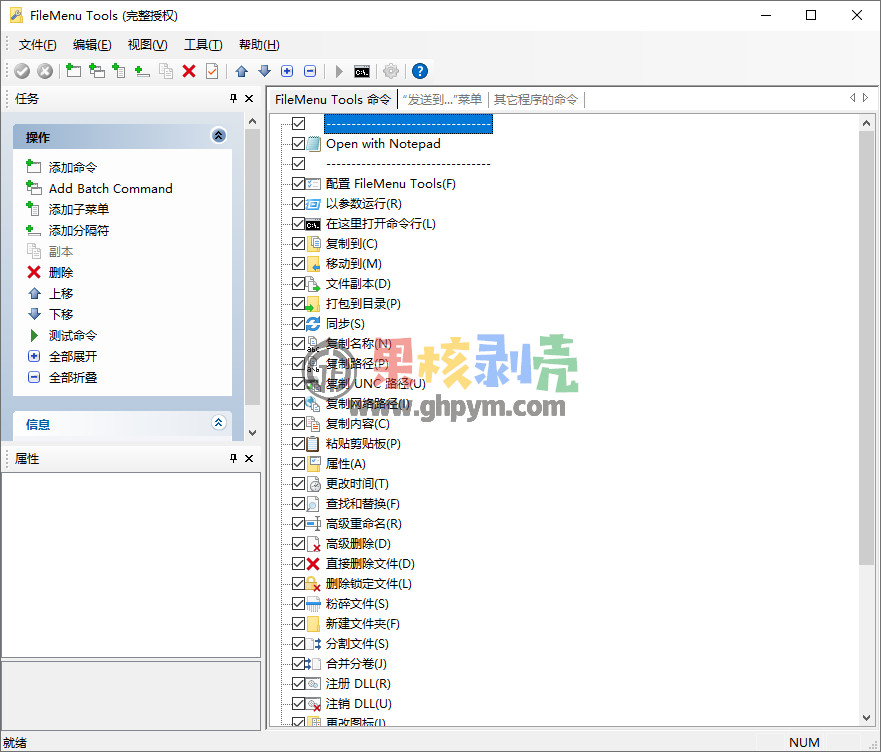 FileMenu Tools (完整授权)
文件(F) 编辑(E) 视图(V) 工具(T) 帮助(H)
任务
操作
添加命令
Add Batch Command
添加子菜单
添加分隔符
副本
删除
上移
下移
测试命令
全部展开
全部折叠
信息
属性
FileMenu Tools 命令 "发送到..."菜单 其它程序的命令
Open with Notepad
配置 FileMenu Tools(F)
以参数运行(R)
在这里打开命令行(L)
复制到(C)
移动到(M)
文件副本(D)
打包到目录(P)
同步(S)
复制名称(N)
复制路径(P)
复制 UNC 路径(U)
复制网络路径(I)
复制内容(C)
粘贴剪贴板(P)
属性(A)
更改时间(T)
查找和替换(F)
高级重命名(R)
高级删除(D)
直接删除文件(D)
删除锁定文件(L)
粉碎文件(S)
新建文件夹(F)
分割文件(S)
合并分卷(J)
注册 DLL(R)
注销 DLL(U)
更改图标(I)
果核剥壳
www.ghpym.com
就绪 NUM